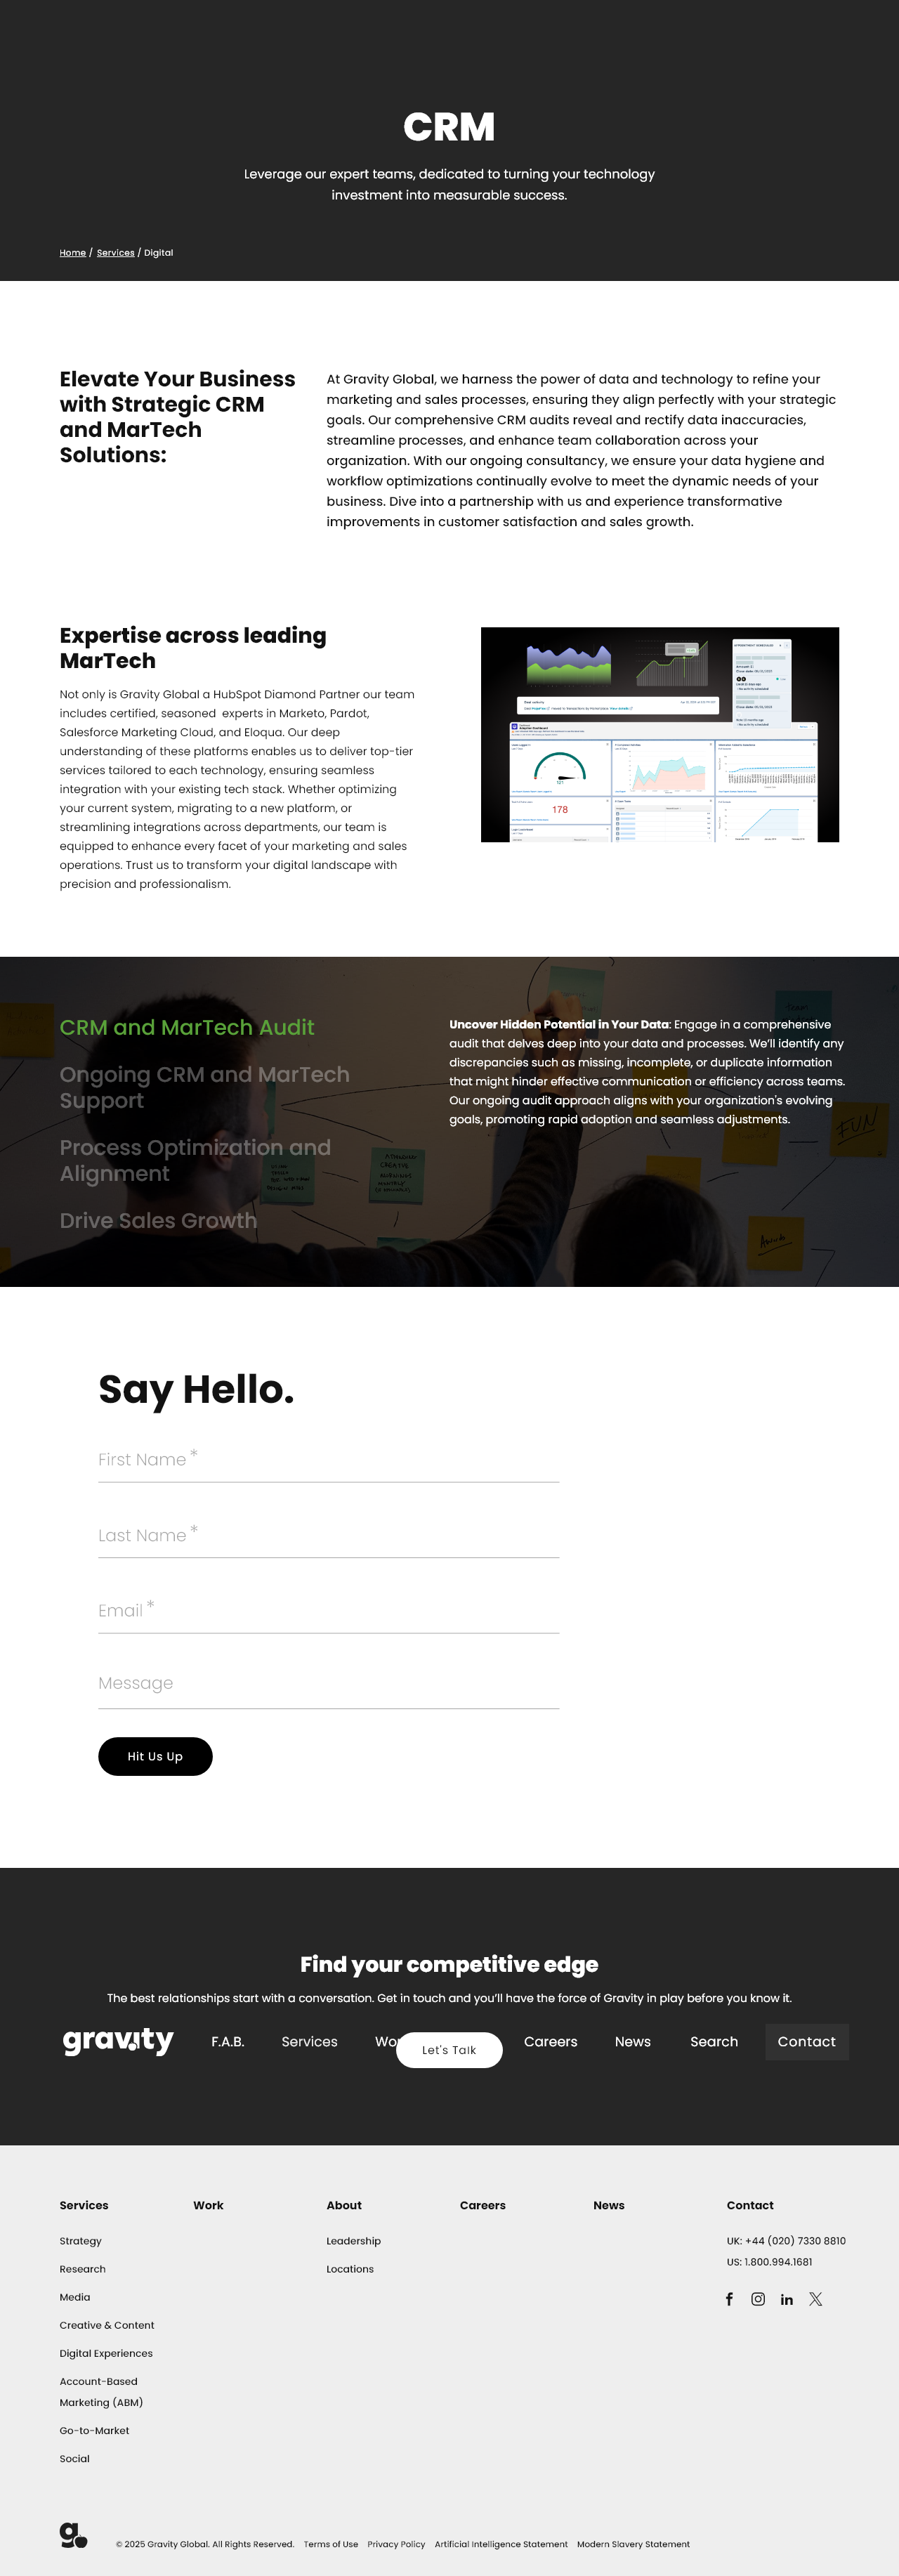 CRM
Leverage our expert teams, dedicated to turning your technology
investment into measurable success.
Home / Services / Digital
Elevate Your Business
with Strategic CRM
and MarTech
Solutions:
At Gravity Global, we harness the power of data and technology to refine your
marketing and sales processes, ensuring they align perfectly with your strategic
goals. Our comprehensive CRM audits reveal and rectify data inaccuracies,
streamline processes, and enhance team collaboration across your
organization. With our ongoing consultancy, we ensure your data hygiene and
workflow optimizations continually evolve to meet the dynamic needs of your
business. Dive into a partnership with us and experience transformative
improvements in customer satisfaction and sales growth.
Expertise across leading
MarTech
Not only is Gravity Global a HubSpot Diamond Partner our team
includes certified, seasoned  experts in Marketo, Pardot,
Salesforce Marketing Cloud, and Eloqua. Our deep
understanding of these platforms enables us to deliver top-tier
services tailored to each technology, ensuring seamless
integration with your existing tech stack. Whether optimizing
your current system, migrating to a new platform, or
streamlining integrations across departments, our team is
equipped to enhance every facet of your marketing and sales
operations. Trust us to transform your digital landscape with
precision and professionalism.
178
CRM and MarTech Audit
Ongoing CRM and MarTech
Support
Process Optimization and
Alignment
Drive Sales Growth
Uncover Hidden Potential in Your Data: Engage in a comprehensive
audit that delves deep into your data and processes. We'll identify any
discrepancies such as missing, incomplete, or duplicate information
that might hinder effective communication or efficiency across teams.
Our ongoing audit approach aligns with your organization's evolving
goals, promoting rapid adoption and seamless adjustments.
FUN
Say Hello.
First Name *
Last Name *
Email *
Message
Hit Us Up
Find your competitive edge
The best relationships start with a conversation. Get in touch and you'll have the force of Gravity in play before you know it.
gravity F.A.B. Services Wor Let's Talk Careers News Search Contact
Services
Strategy
Research
Media
Creative & Content
Digital Experiences
Account-Based
Marketing (ABM)
Go-to-Market
Social
Work
About
Leadership
Locations
Careers
News
Contact
UK: +44 (020) 7330 8810
US: 1.800.994.1681
g
© 2025 Gravity Global. All Rights Reserved. Terms of Use Privacy Policy Artificial Intelligence Statement Modern Slavery Statement